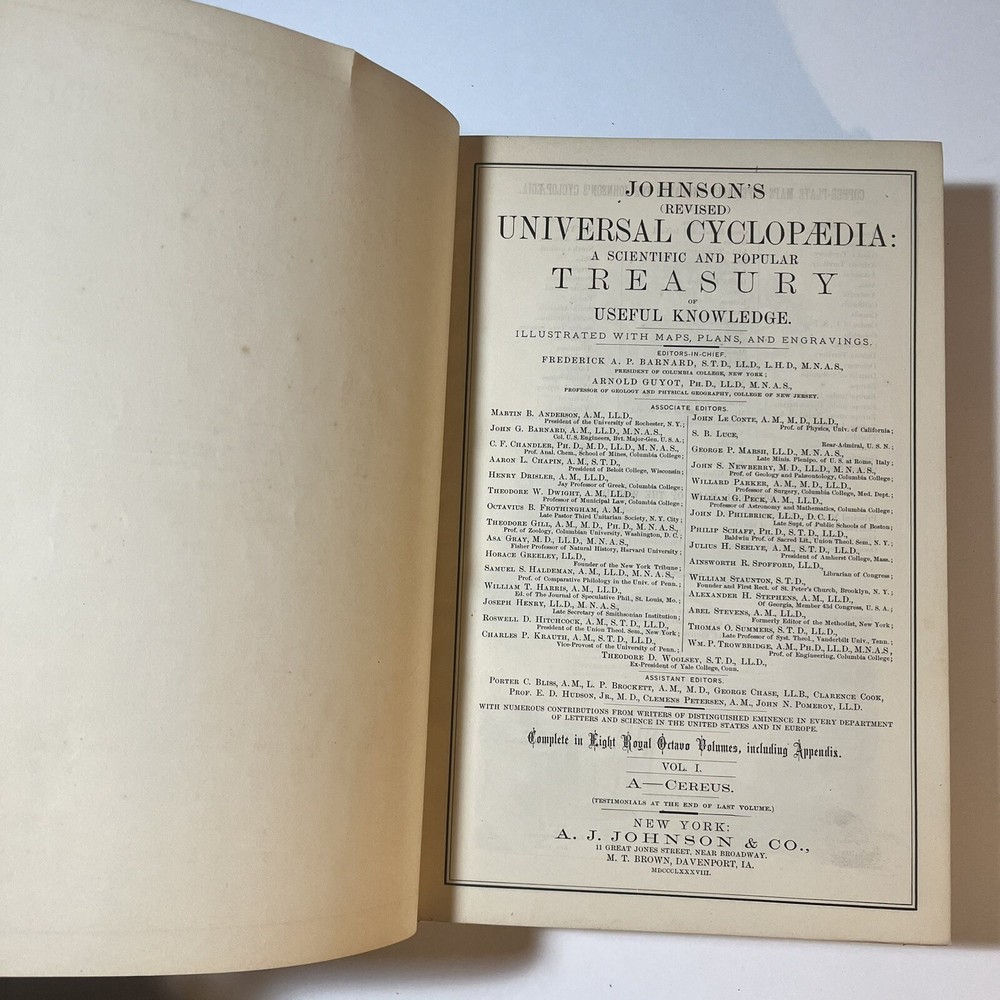 JOHNSON'S
(REVISED)
UNIVERSAL CYCLOPÆDIA:
A SCIENTIFIC AND POPULAR
TREASURY
OF
USEFUL KNOWLEDGE.
ILLUSTRATED WITH MAPS, PLANS, AND ENGRAVINGS.
EDITORS-IN-CHIEF.
FREDERICK A. P. BARNARD, S.T.D., LL.D., L.H.D., M.N.A.S.,
PRESIDENT OF COLUMBIA COLLEGE, NEW YORK;
ARNOLD GUYOT, PH.D., LL.D., M.N.A.S.,
PROFESSOR OF GEOLOGY AND PHYSICAL GEOGRAPHY, COLLEGE OF NEW JERSEY.
ASSOCIATE EDITORS.
MARTIN B. ANDERSON, A.M., LL.D.,
President of the University of Rochester, N.Y.;
JOHN G. BARNARD, A.M., LL.D., M.N.A.S.,
Col. U.S. Engineers, Bvt. Major-Gen. U.S.A.;
C. F. CHANDLER, PH.D., M.D., LL.D., M.N.A.S.,
Prof. Anal. Chem., School of Mines, Columbia College;
AARON L. CHAPIN, A.M., S.T.D.,
President of Beloit College, Wisconsin;
HENRY DRISLER, A.M., LL.D.,
Jay Professor of Greek, Columbia College;
THEODORE W. DWIGHT, A.M., LL.D.,
Professor of Municipal Law, Columbia College;
OCTAVIUS B. FROTHINGHAM, A.M.,
Late Pastor Third Unitarian Society, N.Y. City;
THEODORE GILL, A.M., M.D., PH.D., M.N.A.S.,
Prof. of Zoology, Columbian University, Washington, D.C.;
ASA GRAY, M.D., LL.D., M.N.A.S.,
Fisher Professor of Natural History, Harvard University;
HORACE GREELEY, LL.D.,
Founder of the New York Tribune;
SAMUEL S. HALDEMAN, A.M., LL.D., M.N.A.S.,
Prof. of Comparative Philology in the Univ. of Penn.;
WILLIAM T. HARRIS, A.M., LL.D.,
Ed. of The Journal of Speculative Phil., St. Louis, Mo.;
JOSEPH HENRY, LL.D., M.N.A.S.,
Late Secretary of Smithsonian Institution;
ROSWELL D. HITCHCOCK, A.M., S.T.D., LL.D.,
President of the Union Theol. Sem., New York;
CHARLES P. KRAUTH, A.M., S.T.D., LL.D.,
Vice-Provost of the University of Penn.;
JOHN LE CONTE, A.M., M.D., LL.D.,
Prof. of Physics, Univ. of California;
S. B. LUCE,
Rear-Admiral, U.S.N.;
GEORGE P. MARSH, LL.D., M.N.A.S.,
Late Minis. Plenipo. of U.S. at Rome, Italy;
JOHN S. NEWBERRY, M.D., LL.D., M.N.A.S.,
Prof. of Geology and Palæontology, Columbia College;
WILLARD PARKER, A.M., M.D., LL.D.,
Professor of Surgery, Columbia College, Med. Dept.;
WILLIAM G. PECK, A.M., LL.D.,
Professor of Astronomy and Mathematics, Columbia College;
JOHN D. PHILBRICK, LL.D., D.C.L.,
Late Supt. of Public Schools of Boston;
PHILIP SCHAFF, PH.D., S.T.D., LL.D.,
Baldwin Prof. of Sacred Lit., Union Theol. Sem., N.Y.;
JULIUS H. SEELYE, A.M., S.T.D., LL.D.,
President of Amherst College, Mass.;
AINSWORTH R. SPOFFORD, LL.D.,
Librarian of Congress;
WILLIAM STAUNTON, S.T.D.,
Founder and First Rect. of St. Peter's Church, Brooklyn, N.Y.;
ALEXANDER H. STEPHENS, A.M., LL.D.,
Of Georgia, Member 43d Congress, U.S.A.;
ABEL STEVENS, A.M., LL.D.,
Formerly Editor of the Methodist, New York;
THOMAS O. SUMMERS, S.T.D., LL.D.,
Late Professor of Syst. Theol., Vanderbilt Univ., Tenn.;
WM. P. TROWBRIDGE, A.M., PH.D., LL.D., M.N.A.S.,
Prof. of Engineering, Columbia College;
THEODORE D. WOOLSEY, S.T.D., LL.D.,
Ex-President of Yale College, Conn.
ASSISTANT EDITORS.
PORTER C. BLISS, A.M., L. P. BROCKETT, A.M., M.D., GEORGE CHASE, LL.B., CLARENCE COOK,
PROF. E. D. HUDSON, JR., M.D., CLEMENS PETERSEN, A.M., JOHN N. POMEROY, LL.D.
WITH NUMEROUS CONTRIBUTIONS FROM WRITERS OF DISTINGUISHED EMINENCE IN EVERY DEPARTMENT
OF LETTERS AND SCIENCE IN THE UNITED STATES AND IN EUROPE.
Complete in Eight Royal Octavo Volumes, including Appendix.
VOL. I.
A—CEREUS.
(TESTIMONIALS AT THE END OF LAST VOLUME.)
NEW YORK:
A. J. JOHNSON & CO.,
11 GREAT JONES STREET, NEAR BROADWAY.
M. T. BROWN, DAVENPORT, IA.
MDCCCLXXXVIII.